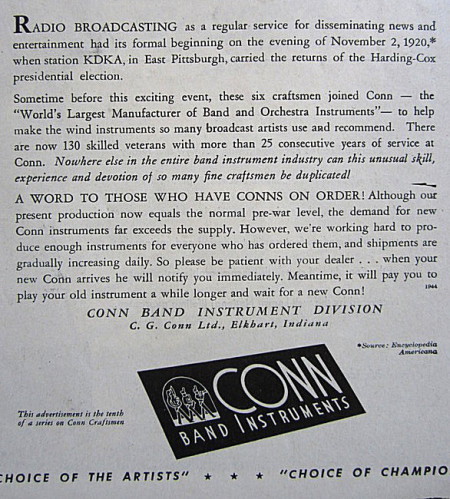 RADIO BROADCASTING as a regular service for disseminating news and
entertainment had its formal beginning on the evening of November 2, 1920,*
when station KDKA, in East Pittsburgh, carried the returns of the Harding-Cox
presidential election.
Sometime before this exciting event, these six craftsmen joined Conn — the
“World's Largest Manufacturer of Band and Orchestra Instruments”— to help
make the wind instruments so many broadcast artists use and recommend. There
are now 130 skilled veterans with more than 25 consecutive years of service at
Conn. Nowhere else in the entire band instrument industry can this unusual skill,
experience and devotion of so many fine craftsmen be duplicated!
A WORD TO THOSE WHO HAVE CONNS ON ORDER! Although our
present production now equals the normal pre-war level, the demand for new
Conn instruments far exceeds the supply. However, we're working hard to pro-
duce enough instruments for everyone who has ordered them, and shipments are
gradually increasing daily. So please be patient with your dealer . . . when your
new Conn arrives he will notify you immediately. Meantime, it will pay you to
play your old instrument a while longer and wait for a new Conn!
CONN BAND INSTRUMENT DIVISION
C. G. Conn Ltd., Elkhart, Indiana
*Source: Encyclopedia
Americana
CONN
BAND INSTRUMENTS
This advertisement is the tenth
of a series on Conn Craftsmen
CHOICE OF THE ARTISTS" ★ ★ ★ "CHOICE OF CHAMPIO